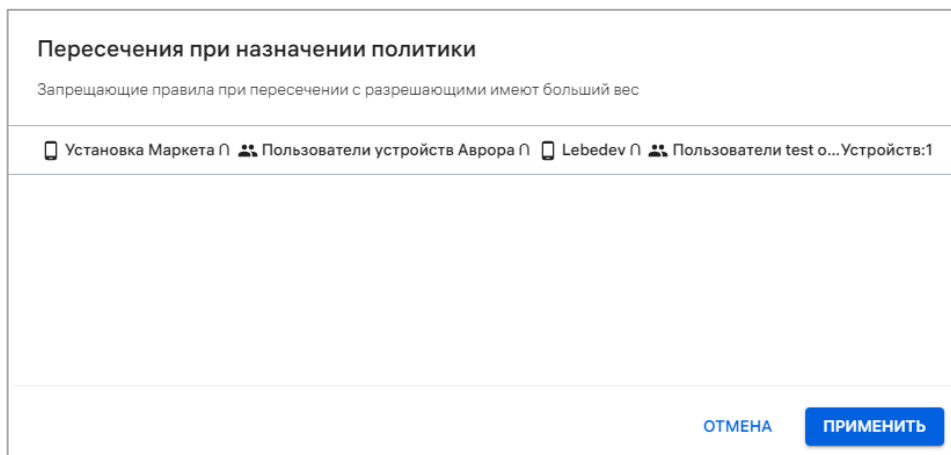 Пересечения при назначении политики
Запрещающие правила при пересечении с разрешающими имеют больший вес
Установка Маркета ∩ Пользователи устройств Аврора ∩ Lebedev ∩ Пользователи test о... Устройств:1
ОТМЕНА ПРИМЕНИТЬ